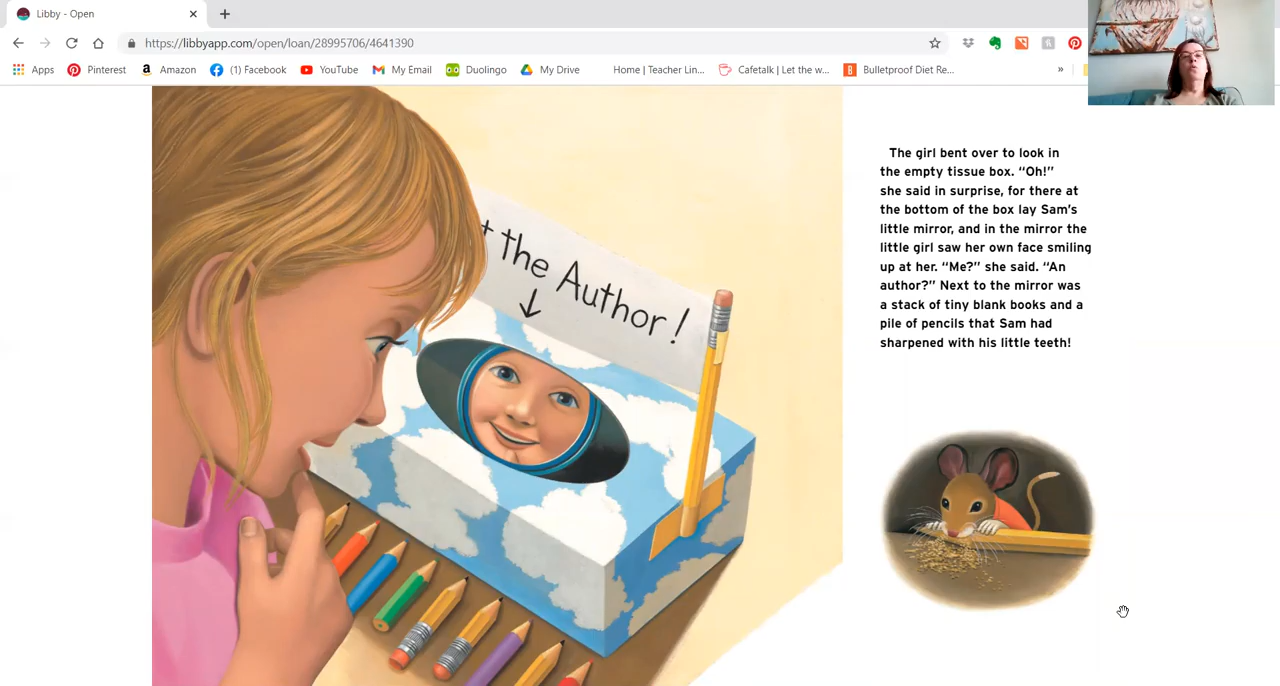 Libby - Open
https://libbyapp.com/open/loan/28995706/4641390
Apps Pinterest Amazon (1) Facebook YouTube My Email Duolingo My Drive Home | Teacher Lin... Cafetalk | Let the w... Bulletproof Diet Re... »
the Author!
The girl bent over to look in
the empty tissue box. “Oh!”
she said in surprise, for there at
the bottom of the box lay Sam’s
little mirror, and in the mirror the
little girl saw her own face smiling
up at her. “Me?” she said. “An
author?” Next to the mirror was
a stack of tiny blank books and a
pile of pencils that Sam had
sharpened with his little teeth!